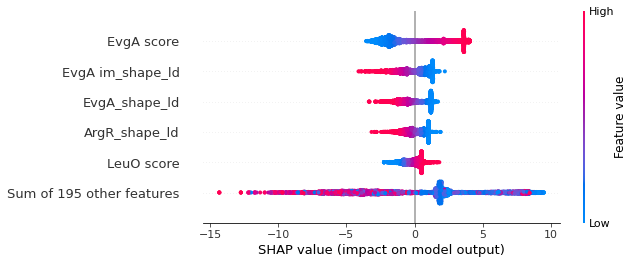 High
EvgA score
EvgA im_shape_ld
EvgA_shape_ld
ArgR_shape_ld
LeuO score
Sum of 195 other features
Feature value
Low
−15
−10
−5
0
5
10
SHAP value (impact on model output)